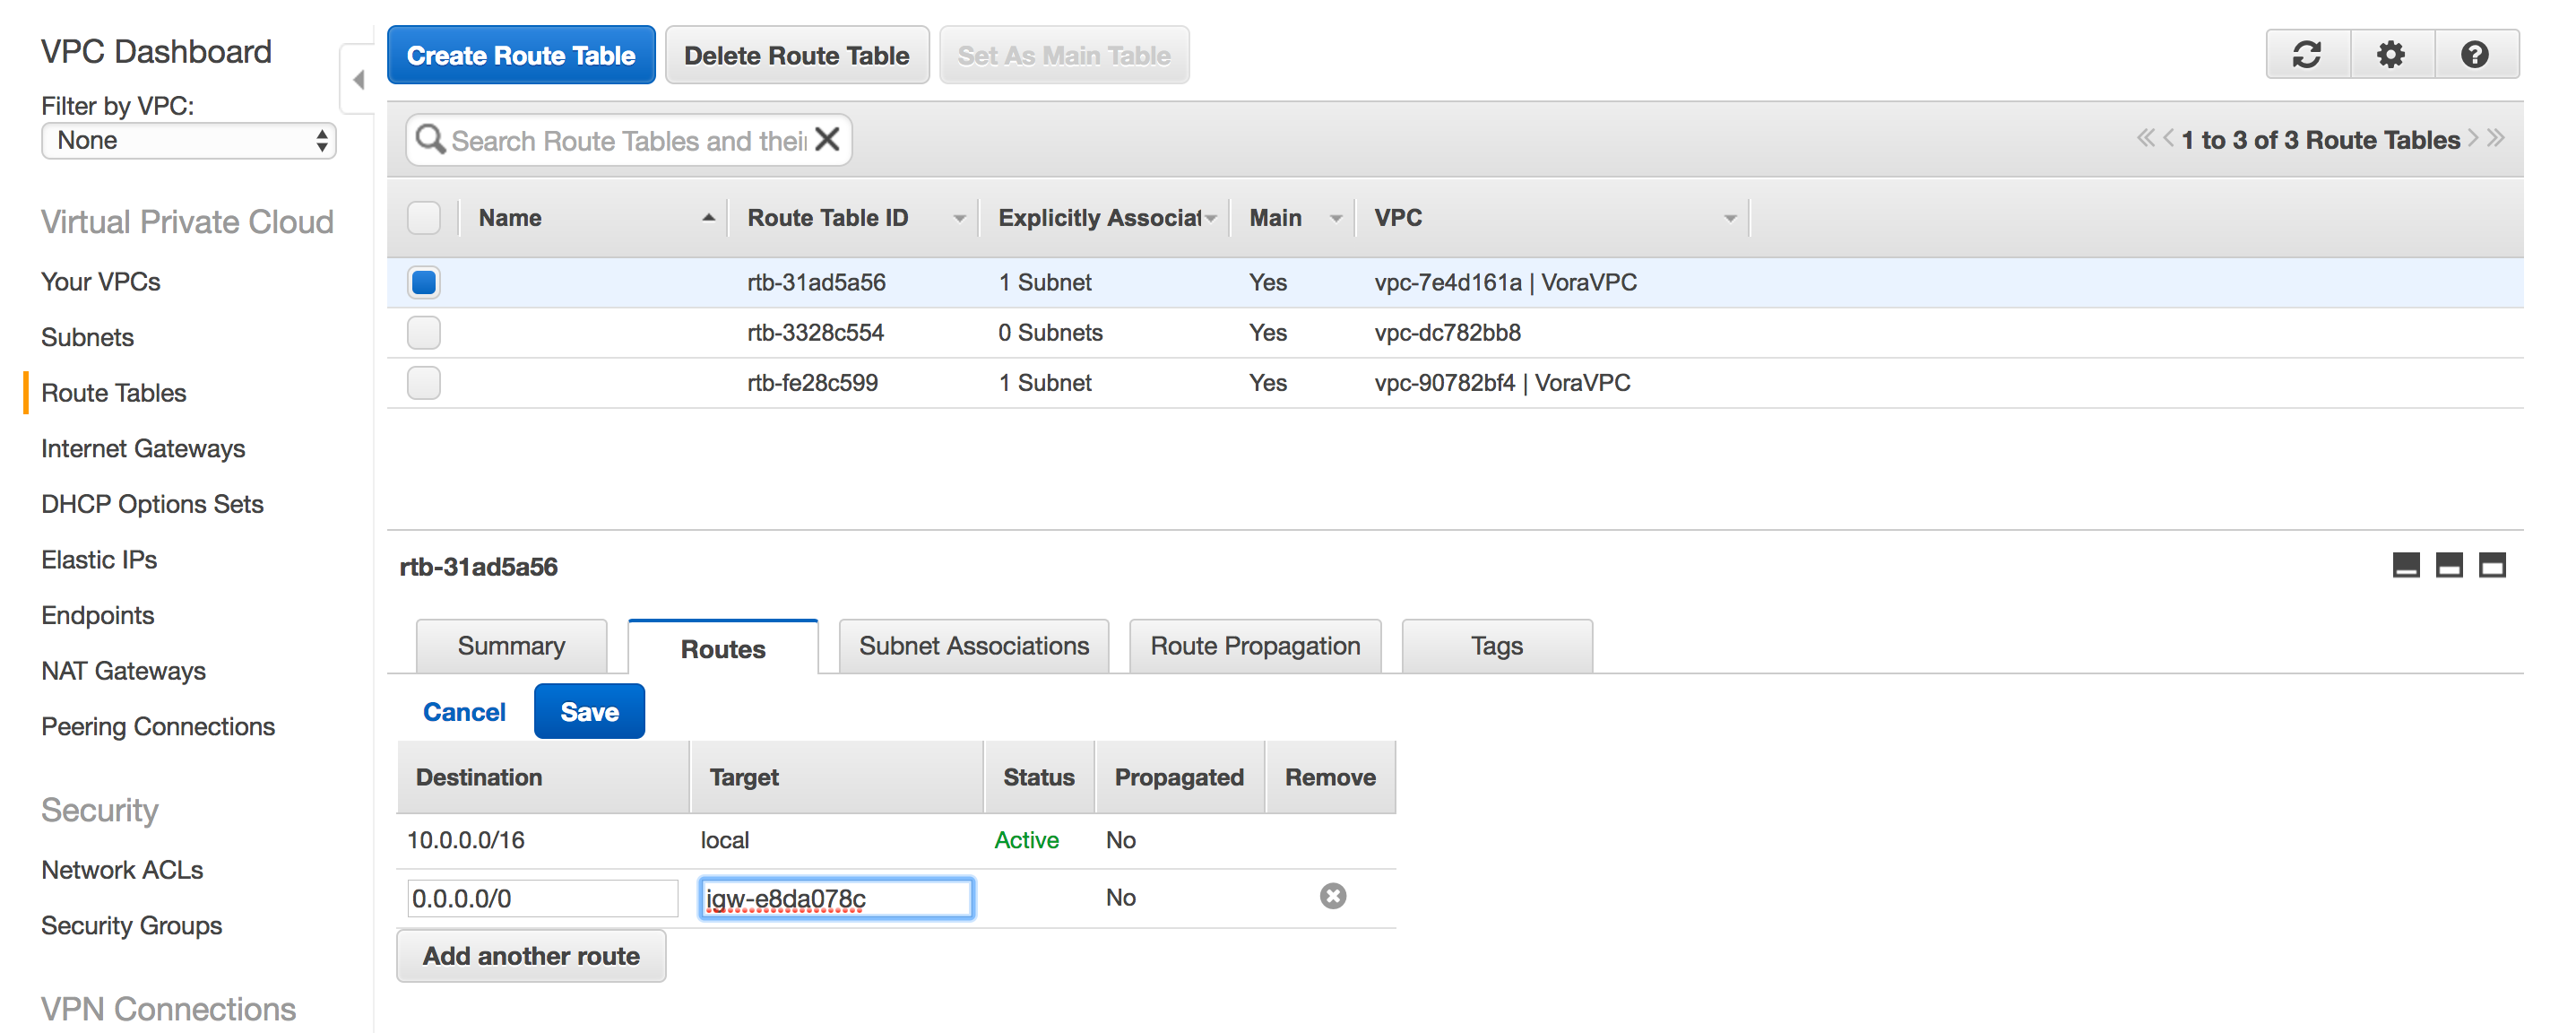 VPC Dashboard
Filter by VPC:
None
Virtual Private Cloud
Your VPCs
Subnets
Route Tables
Internet Gateways
DHCP Options Sets
Elastic IPs
Endpoints
NAT Gateways
Peering Connections
Security
Network ACLs
Security Groups
VPN Connections
Create Route Table Delete Route Table Set As Main Table
Search Route Tables and thei
1 to 3 of 3 Route Tables
Name Route Table ID Explicitly Associat Main VPC
rtb-31ad5a56 1 Subnet Yes vpc-7e4d161a | VoraVPC
rtb-3328c554 0 Subnets Yes vpc-dc782bb8
rtb-fe28c599 1 Subnet Yes vpc-90782bf4 | VoraVPC
rtb-31ad5a56
Summary Routes Subnet Associations Route Propagation Tags
Cancel Save
Destination Target Status Propagated Remove
10.0.0.0/16 local Active No
0.0.0.0/0 igw-e8da078c No
Add another route